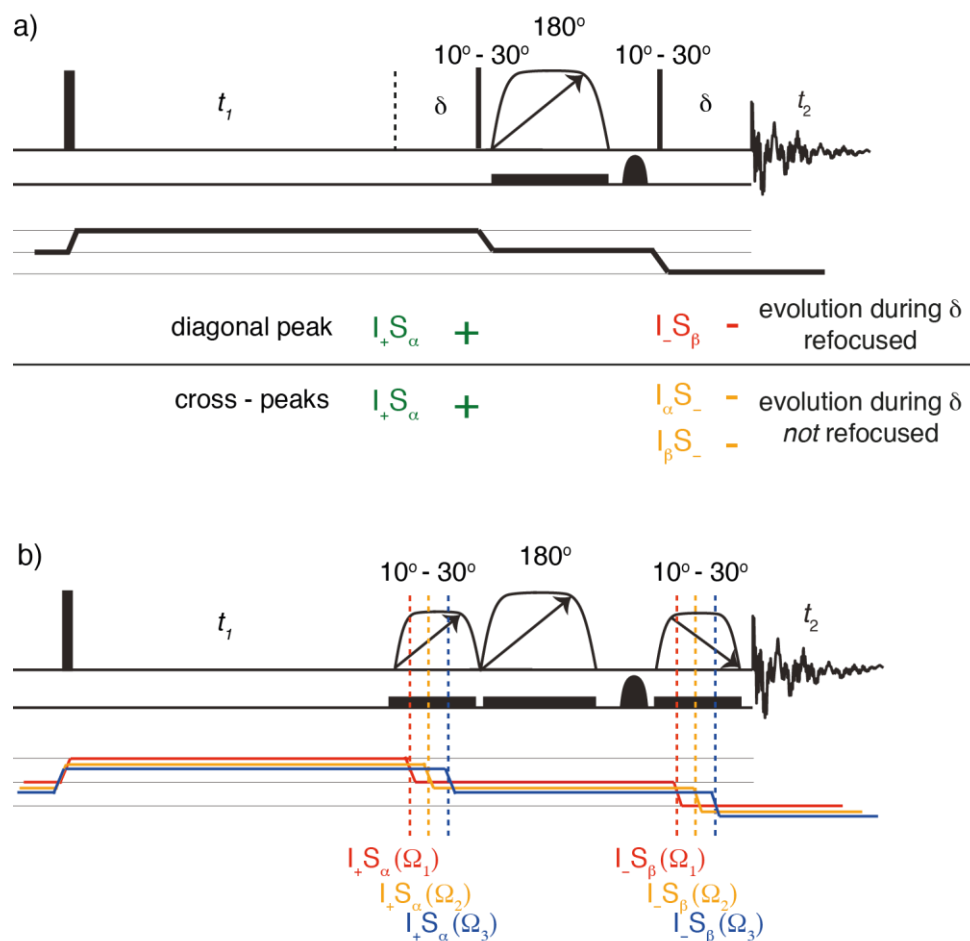 a)
180°
10° - 30° 10° - 30°
t₁ δ δ t₂
diagonal peak I₊Sα + I₋Sβ - evolution during δ
refocused
cross - peaks I₊Sα + IαS₋ - evolution during δ
IβS₋ - not refocused
b)
180°
10° - 30° 10° - 30°
t₁ t₂
I₊Sα(Ω₁) I₋Sβ(Ω₁)
I₊Sα(Ω₂) I₋Sβ(Ω₂)
I₊Sα(Ω₃) I₋Sβ(Ω₃)